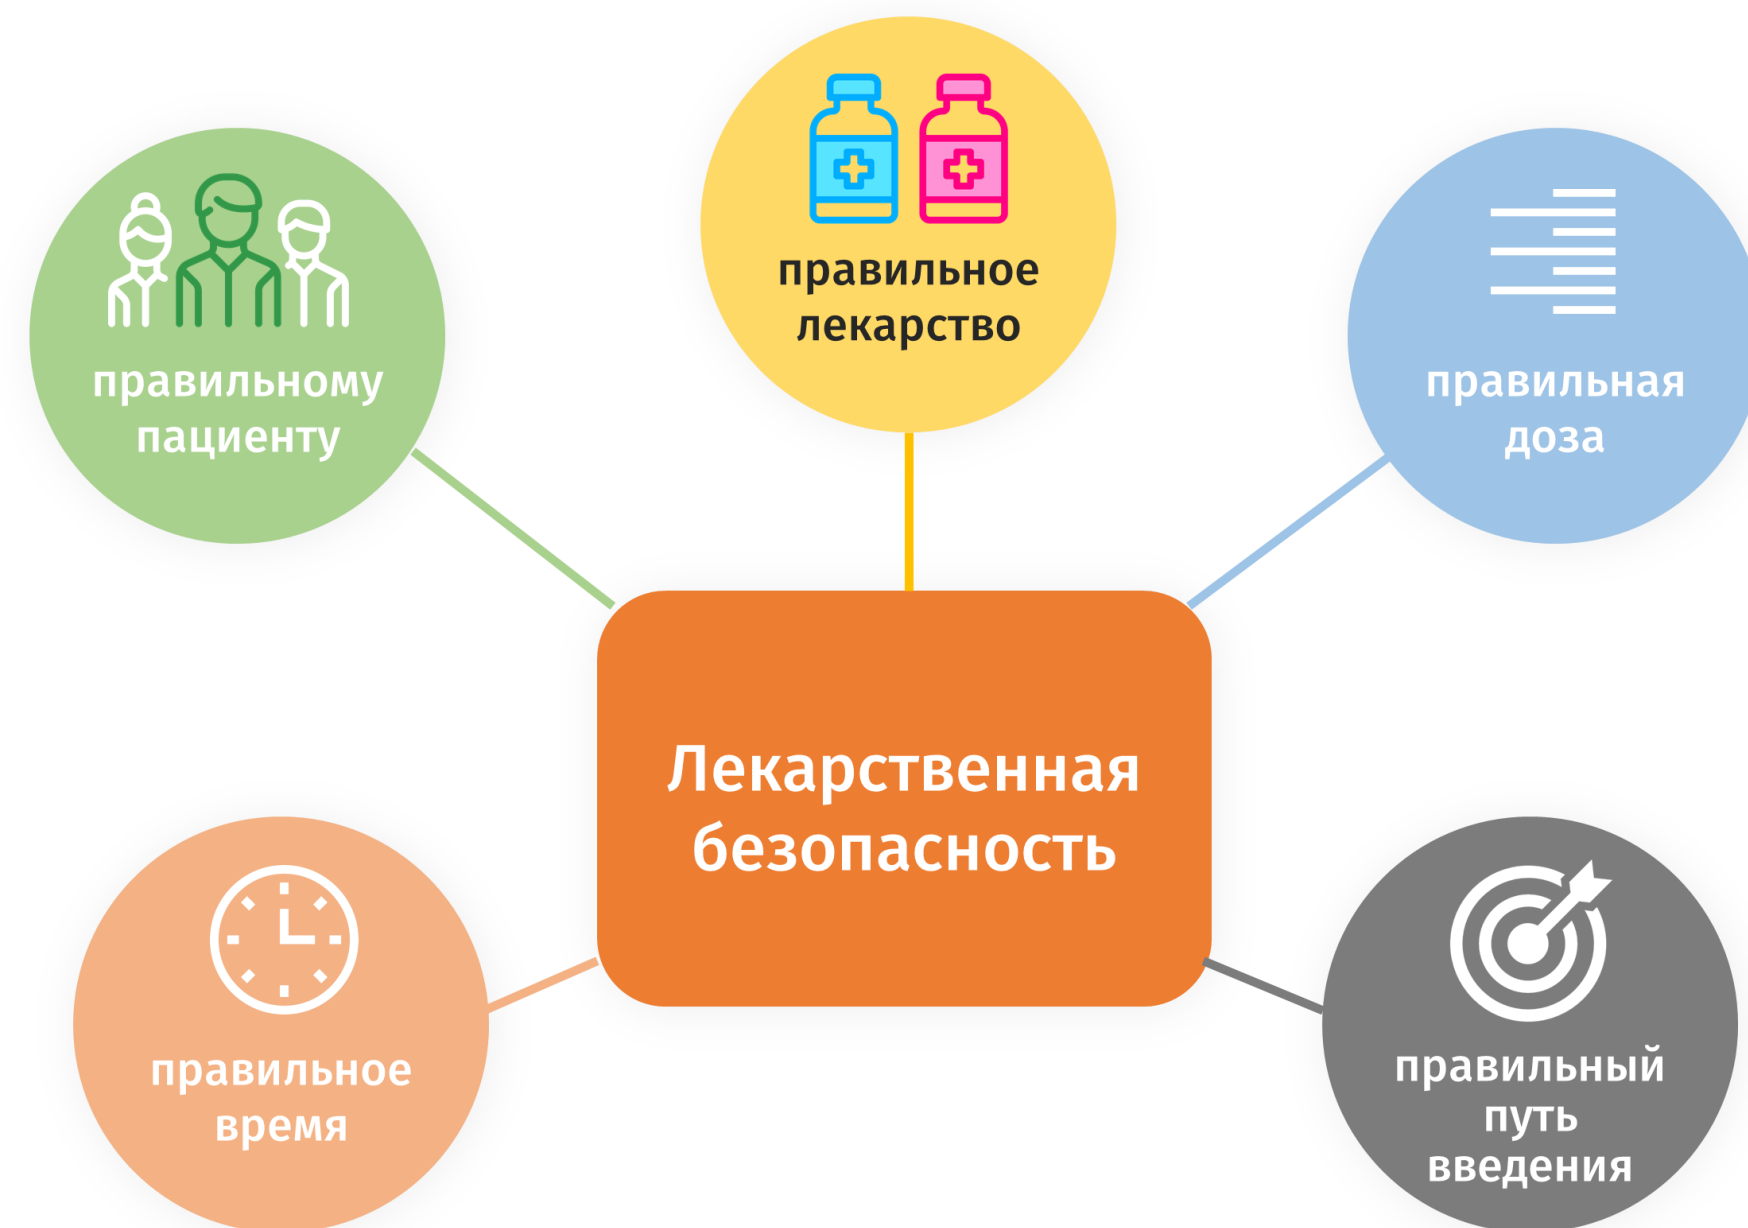 правильное
лекарство
правильному
пациенту
правильная
доза
Лекарственная
безопасность
правильное
время
правильный
путь
введения